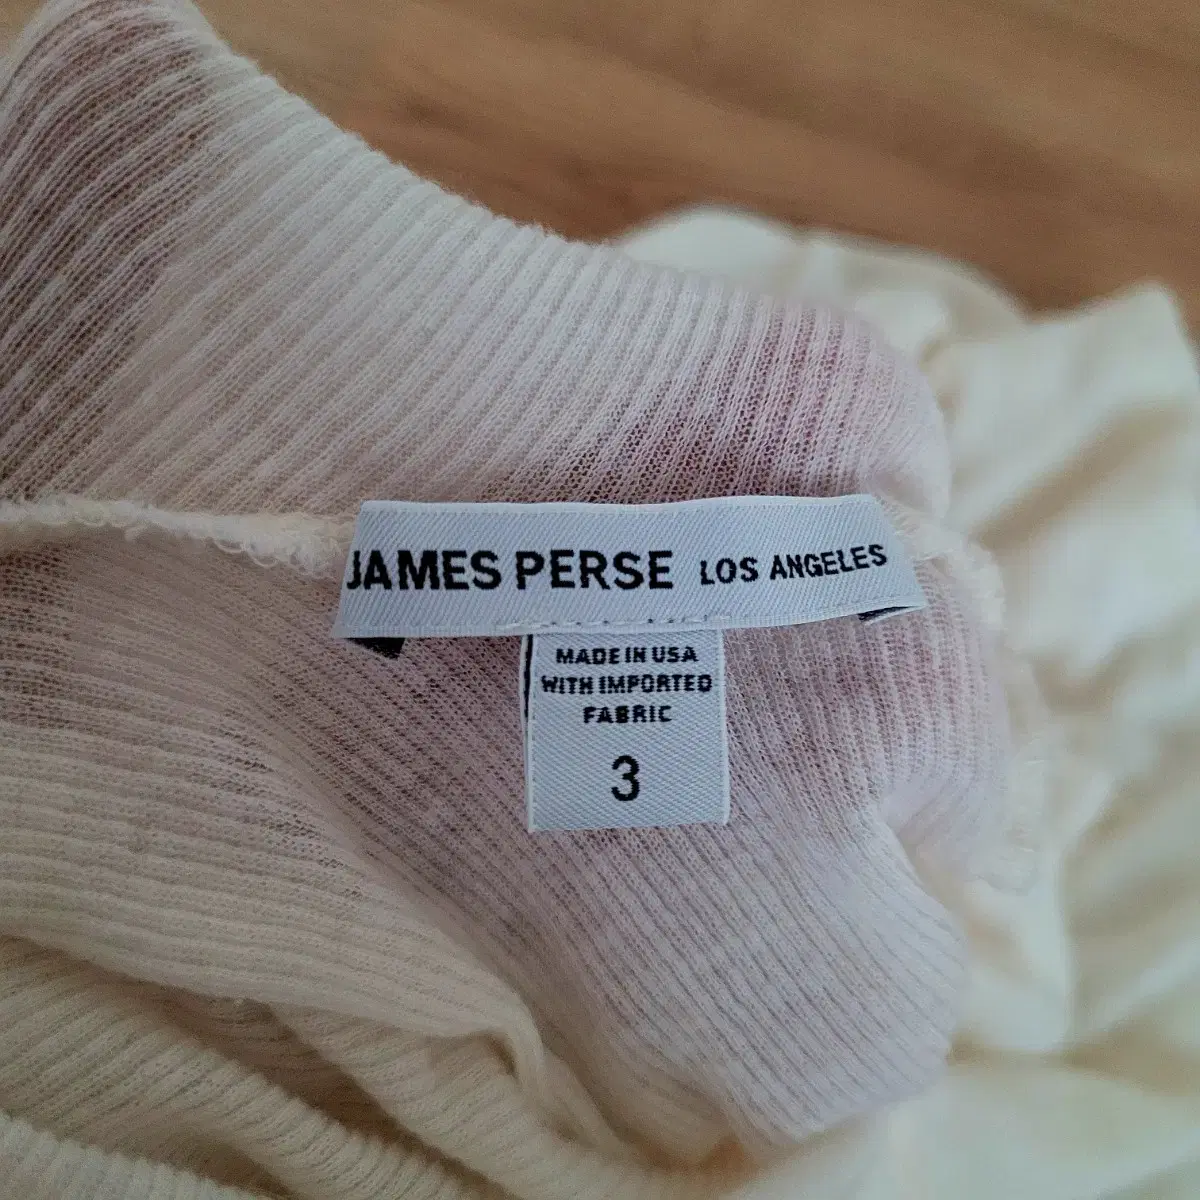 JAMES PERSE LOS ANGELES
MADE IN USA
WITH IMPORTED
FABRIC
3